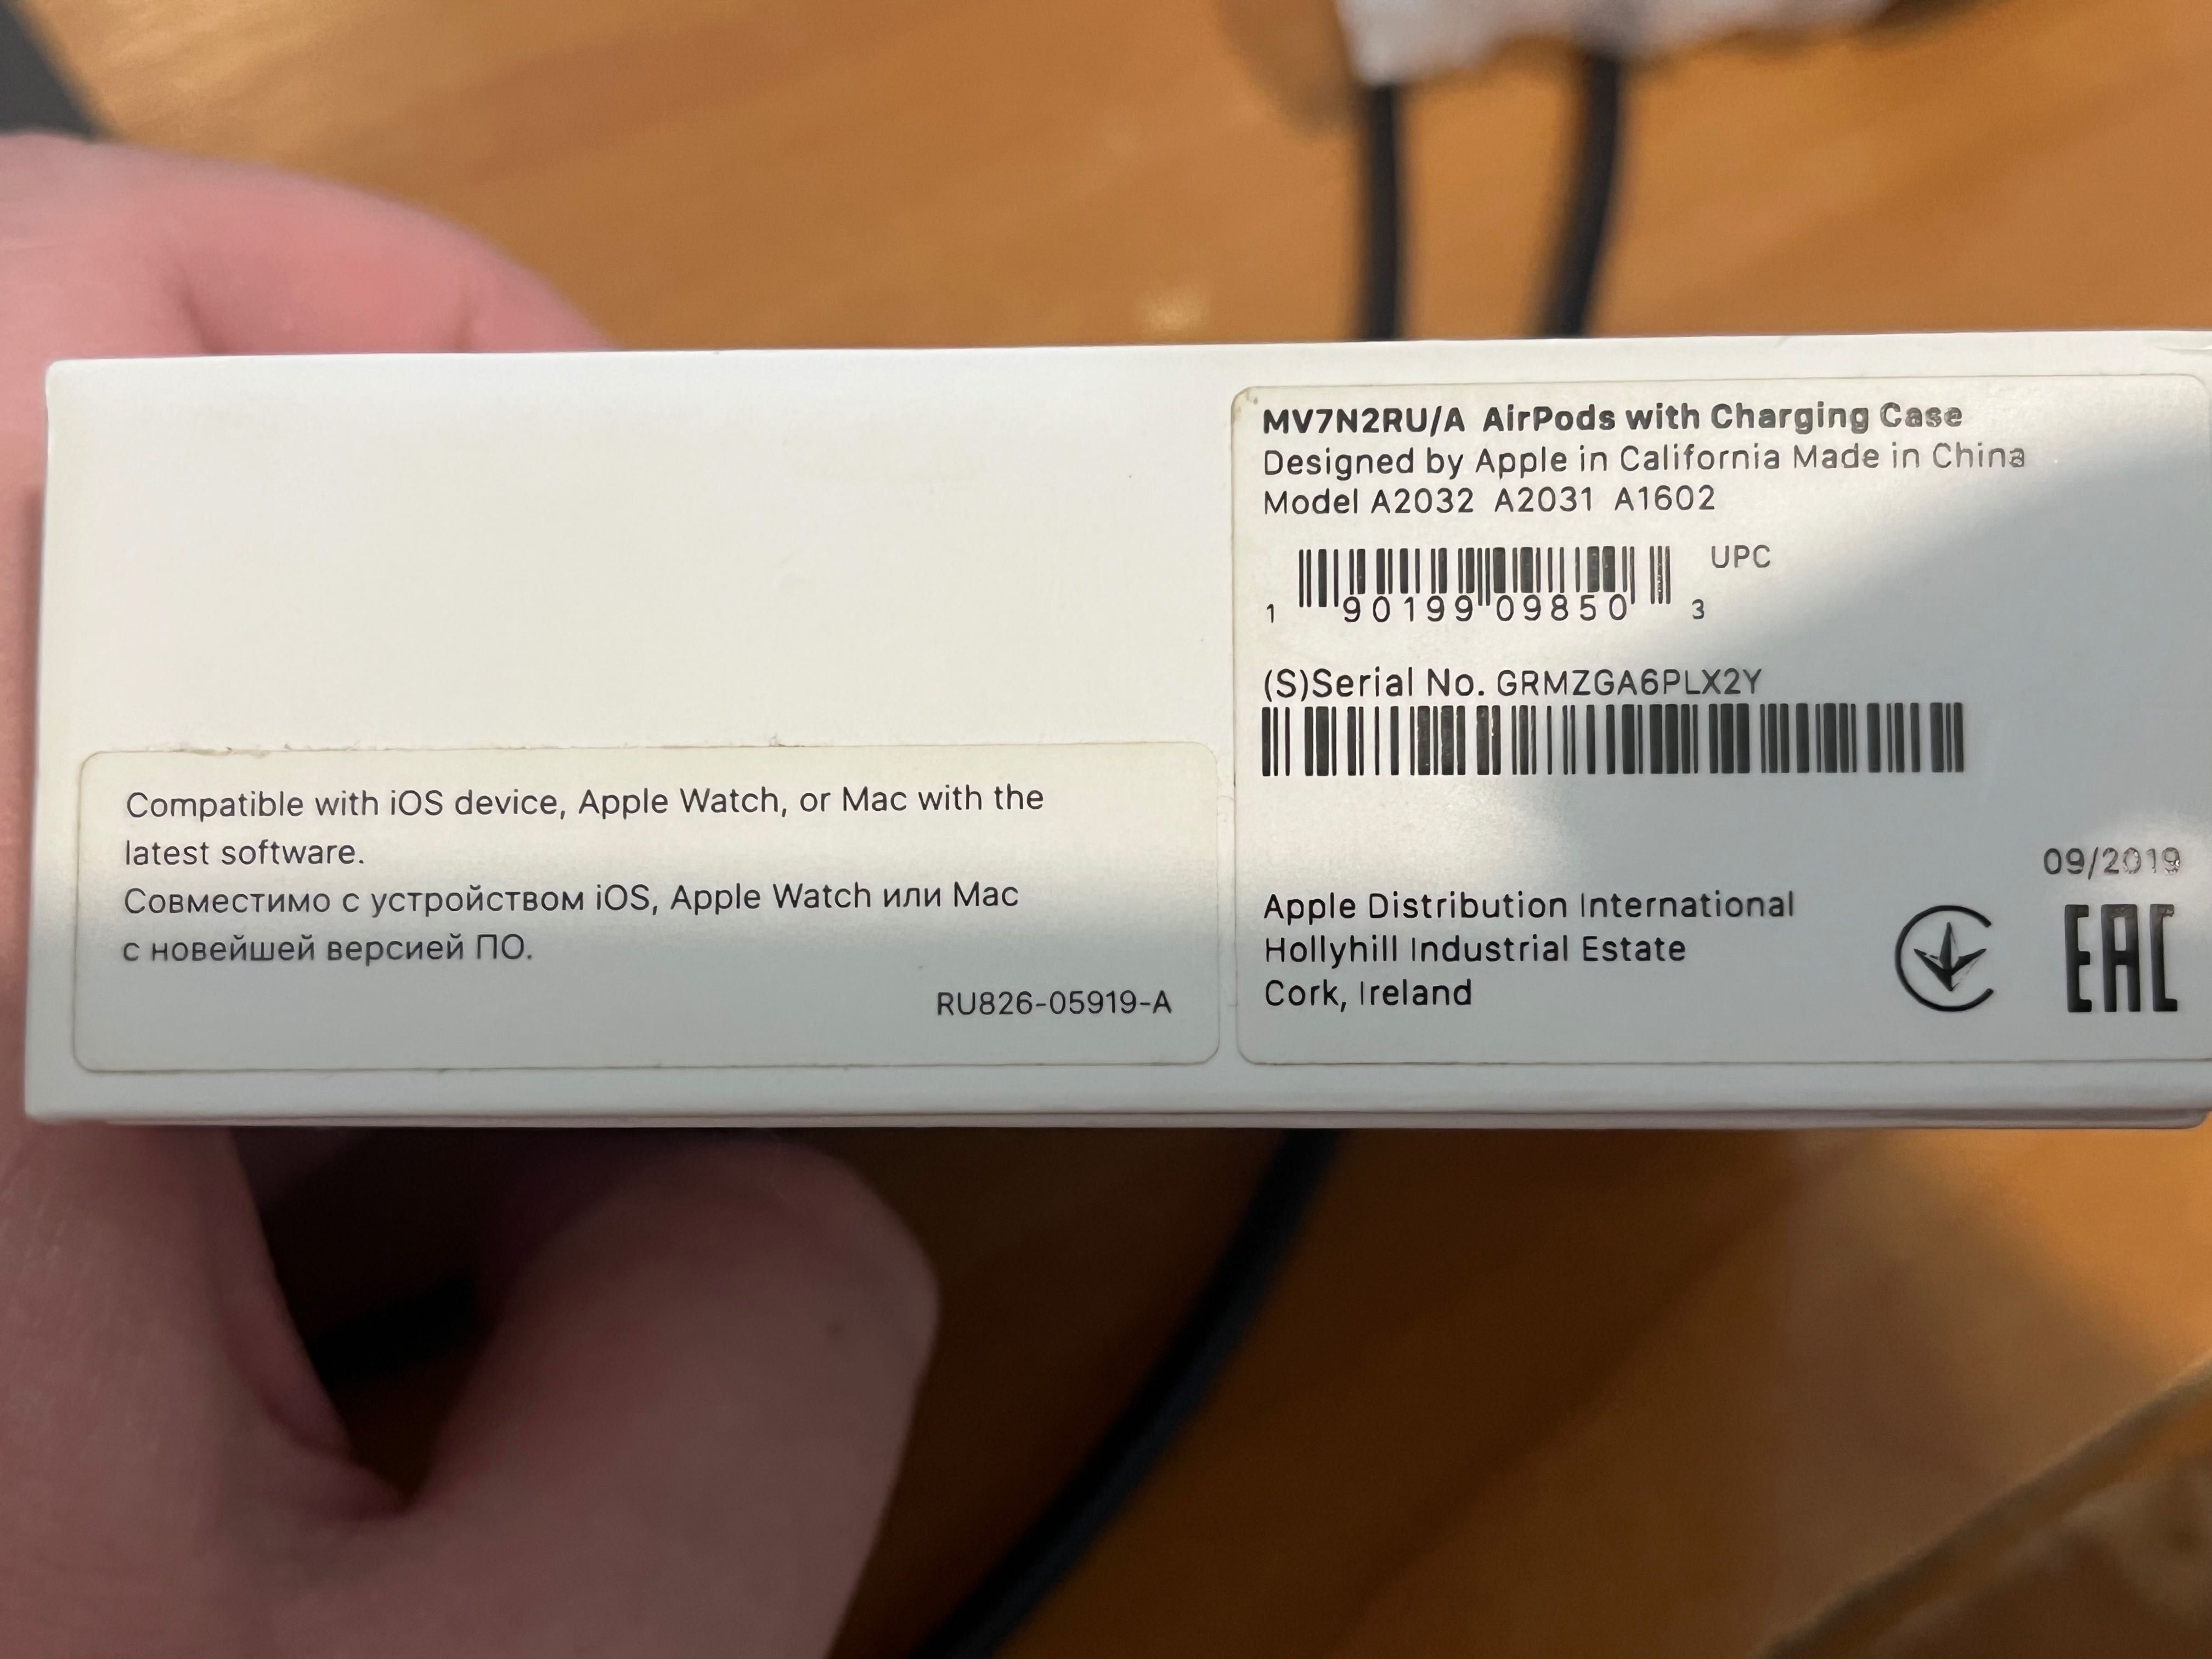 MV7N2RU/A AirPods with Charging Case
Designed by Apple in California Made in China
Model A2032 A2031 A1602
UPC
1 90199 09850 3
(S)Serial No. GRMZGA6PLX2Y
09/2019
Apple Distribution International
Hollyhill Industrial Estate
Cork, Ireland
EAC
Compatible with iOS device, Apple Watch, or Mac with the
latest software.
Совместимо с устройством iOS, Apple Watch или Mac
с новейшей версией ПО.
RU826-05919-A